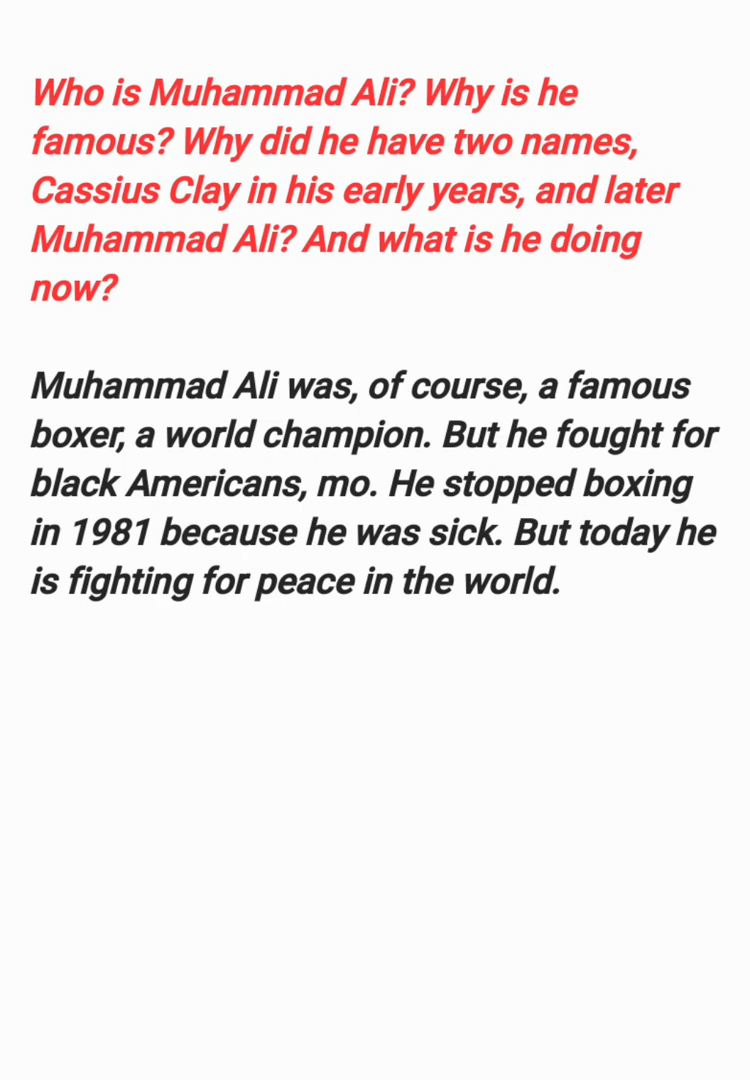 Who is Muhammad Ali? Why is he
famous? Why did he have two names,
Cassius Clay in his early years, and later
Muhammad Ali? And what is he doing
now?
Muhammad Ali was, of course, a famous
boxer, a world champion. But he fought for
black Americans, mo. He stopped boxing
in 1981 because he was sick. But today he
is fighting for peace in the world.